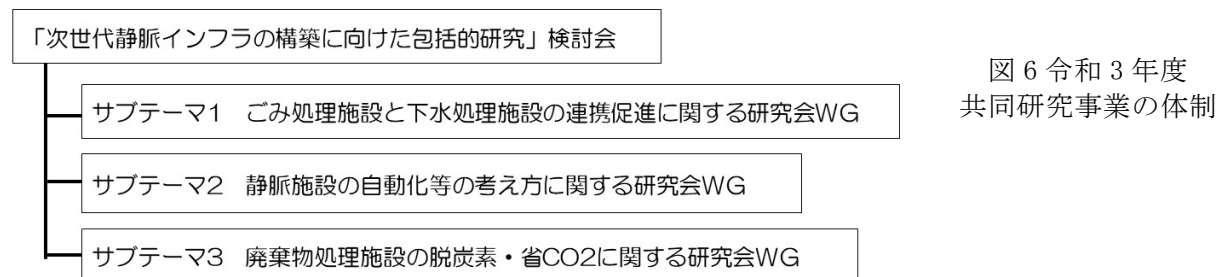 「次世代静脈インフラの構築に向けた包括的研究」検討会
サブテーマ1　ごみ処理施設と下水処理施設の連携促進に関する研究会WG
サブテーマ2　静脈施設の自動化等の考え方に関する研究会WG
サブテーマ3　廃棄物処理施設の脱炭素・省CO2に関する研究会WG
図 6 令和 3 年度
共同研究事業の体制